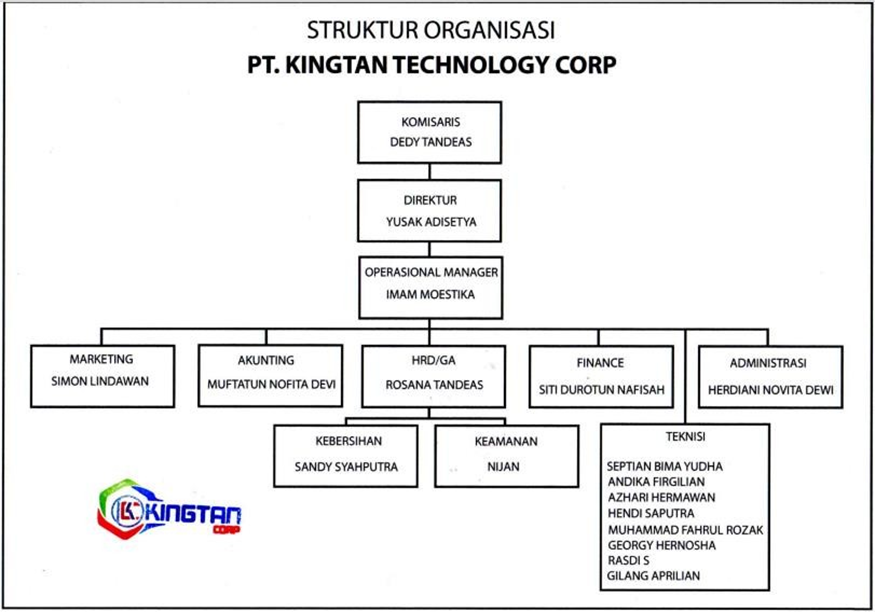 STRUKTUR ORGANISASI
PT. KINGTAN TECHNOLOGY CORP
KOMISARIS
DEDY TANDEAS
DIREKTUR
YUSAK ADISETYA
OPERASIONAL MANAGER
IMAM MOESTIKA
MARKETING
SIMON LINDAWAN
AKUNTING
MUFTATUN NOFITA DEVI
HRD/GA
ROSANA TANDEAS
FINANCE
SITI DUROTUN NAFISAH
ADMINISTRASI
HERDIANI NOVITA DEWI
KEBERSIHAN
SANDY SYAHPUTRA
KEAMANAN
NIJAN
TEKNISI
SEPTIAN BIMA YUDHA
ANDIKA FIRGILIAN
AZHARI HERMAWAN
HENDI SAPUTRA
MUHAMMAD FAHRUL ROZAK
GEORGY HERNOSHA
RASDI S
GILANG APRILIAN
KINGTAN
CORP